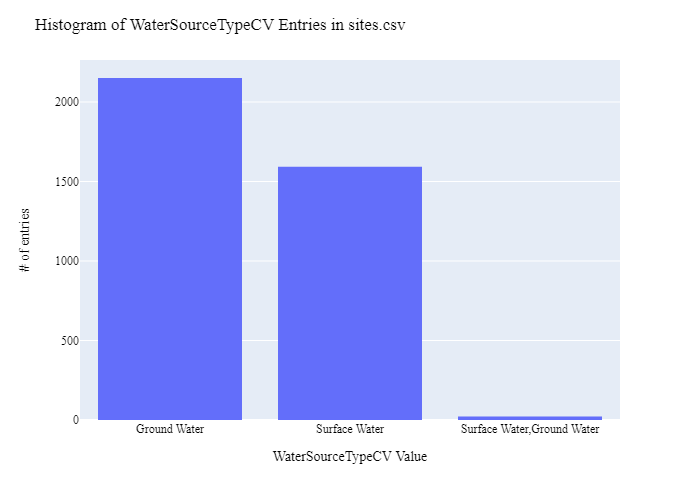 Histogram of WaterSourceTypeCV Entries in sites.csv
# of entries
2000
1500
1000
500
0
Ground Water
Surface Water
Surface Water,Ground Water
WaterSourceTypeCV Value